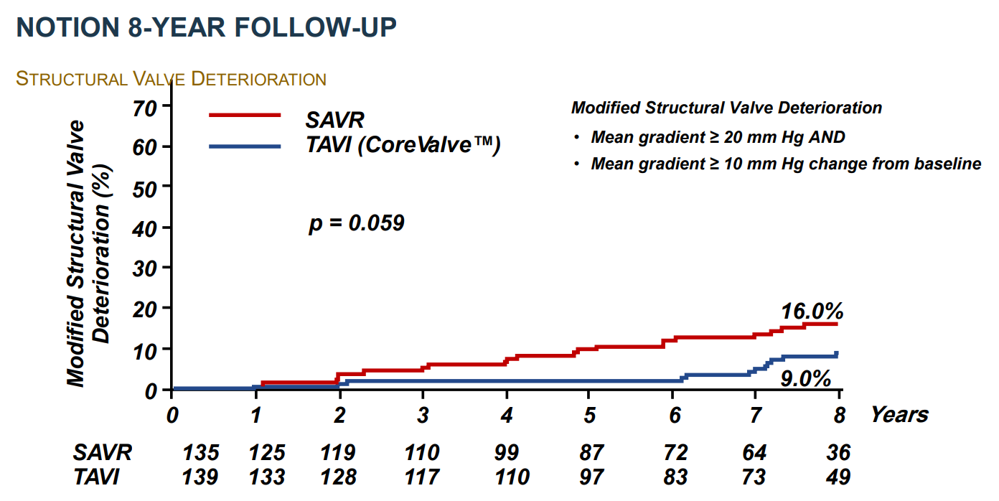 NOTION 8-YEAR FOLLOW-UP
STRUCTURAL VALVE DETERIORATION
Modified Structural Valve
Deterioration (%)
70
60
50
40
30
20
10
0
SAVR
TAVI (CoreValve™)
p = 0.059
Modified Structural Valve Deterioration
• Mean gradient ≥ 20 mm Hg AND
• Mean gradient ≥ 10 mm Hg change from baseline
16.0%
9.0%
0 1 2 3 4 5 6 7 8 Years
SAVR 135 125 119 110 99 87 72 64 36
TAVI 139 133 128 117 110 97 83 73 49